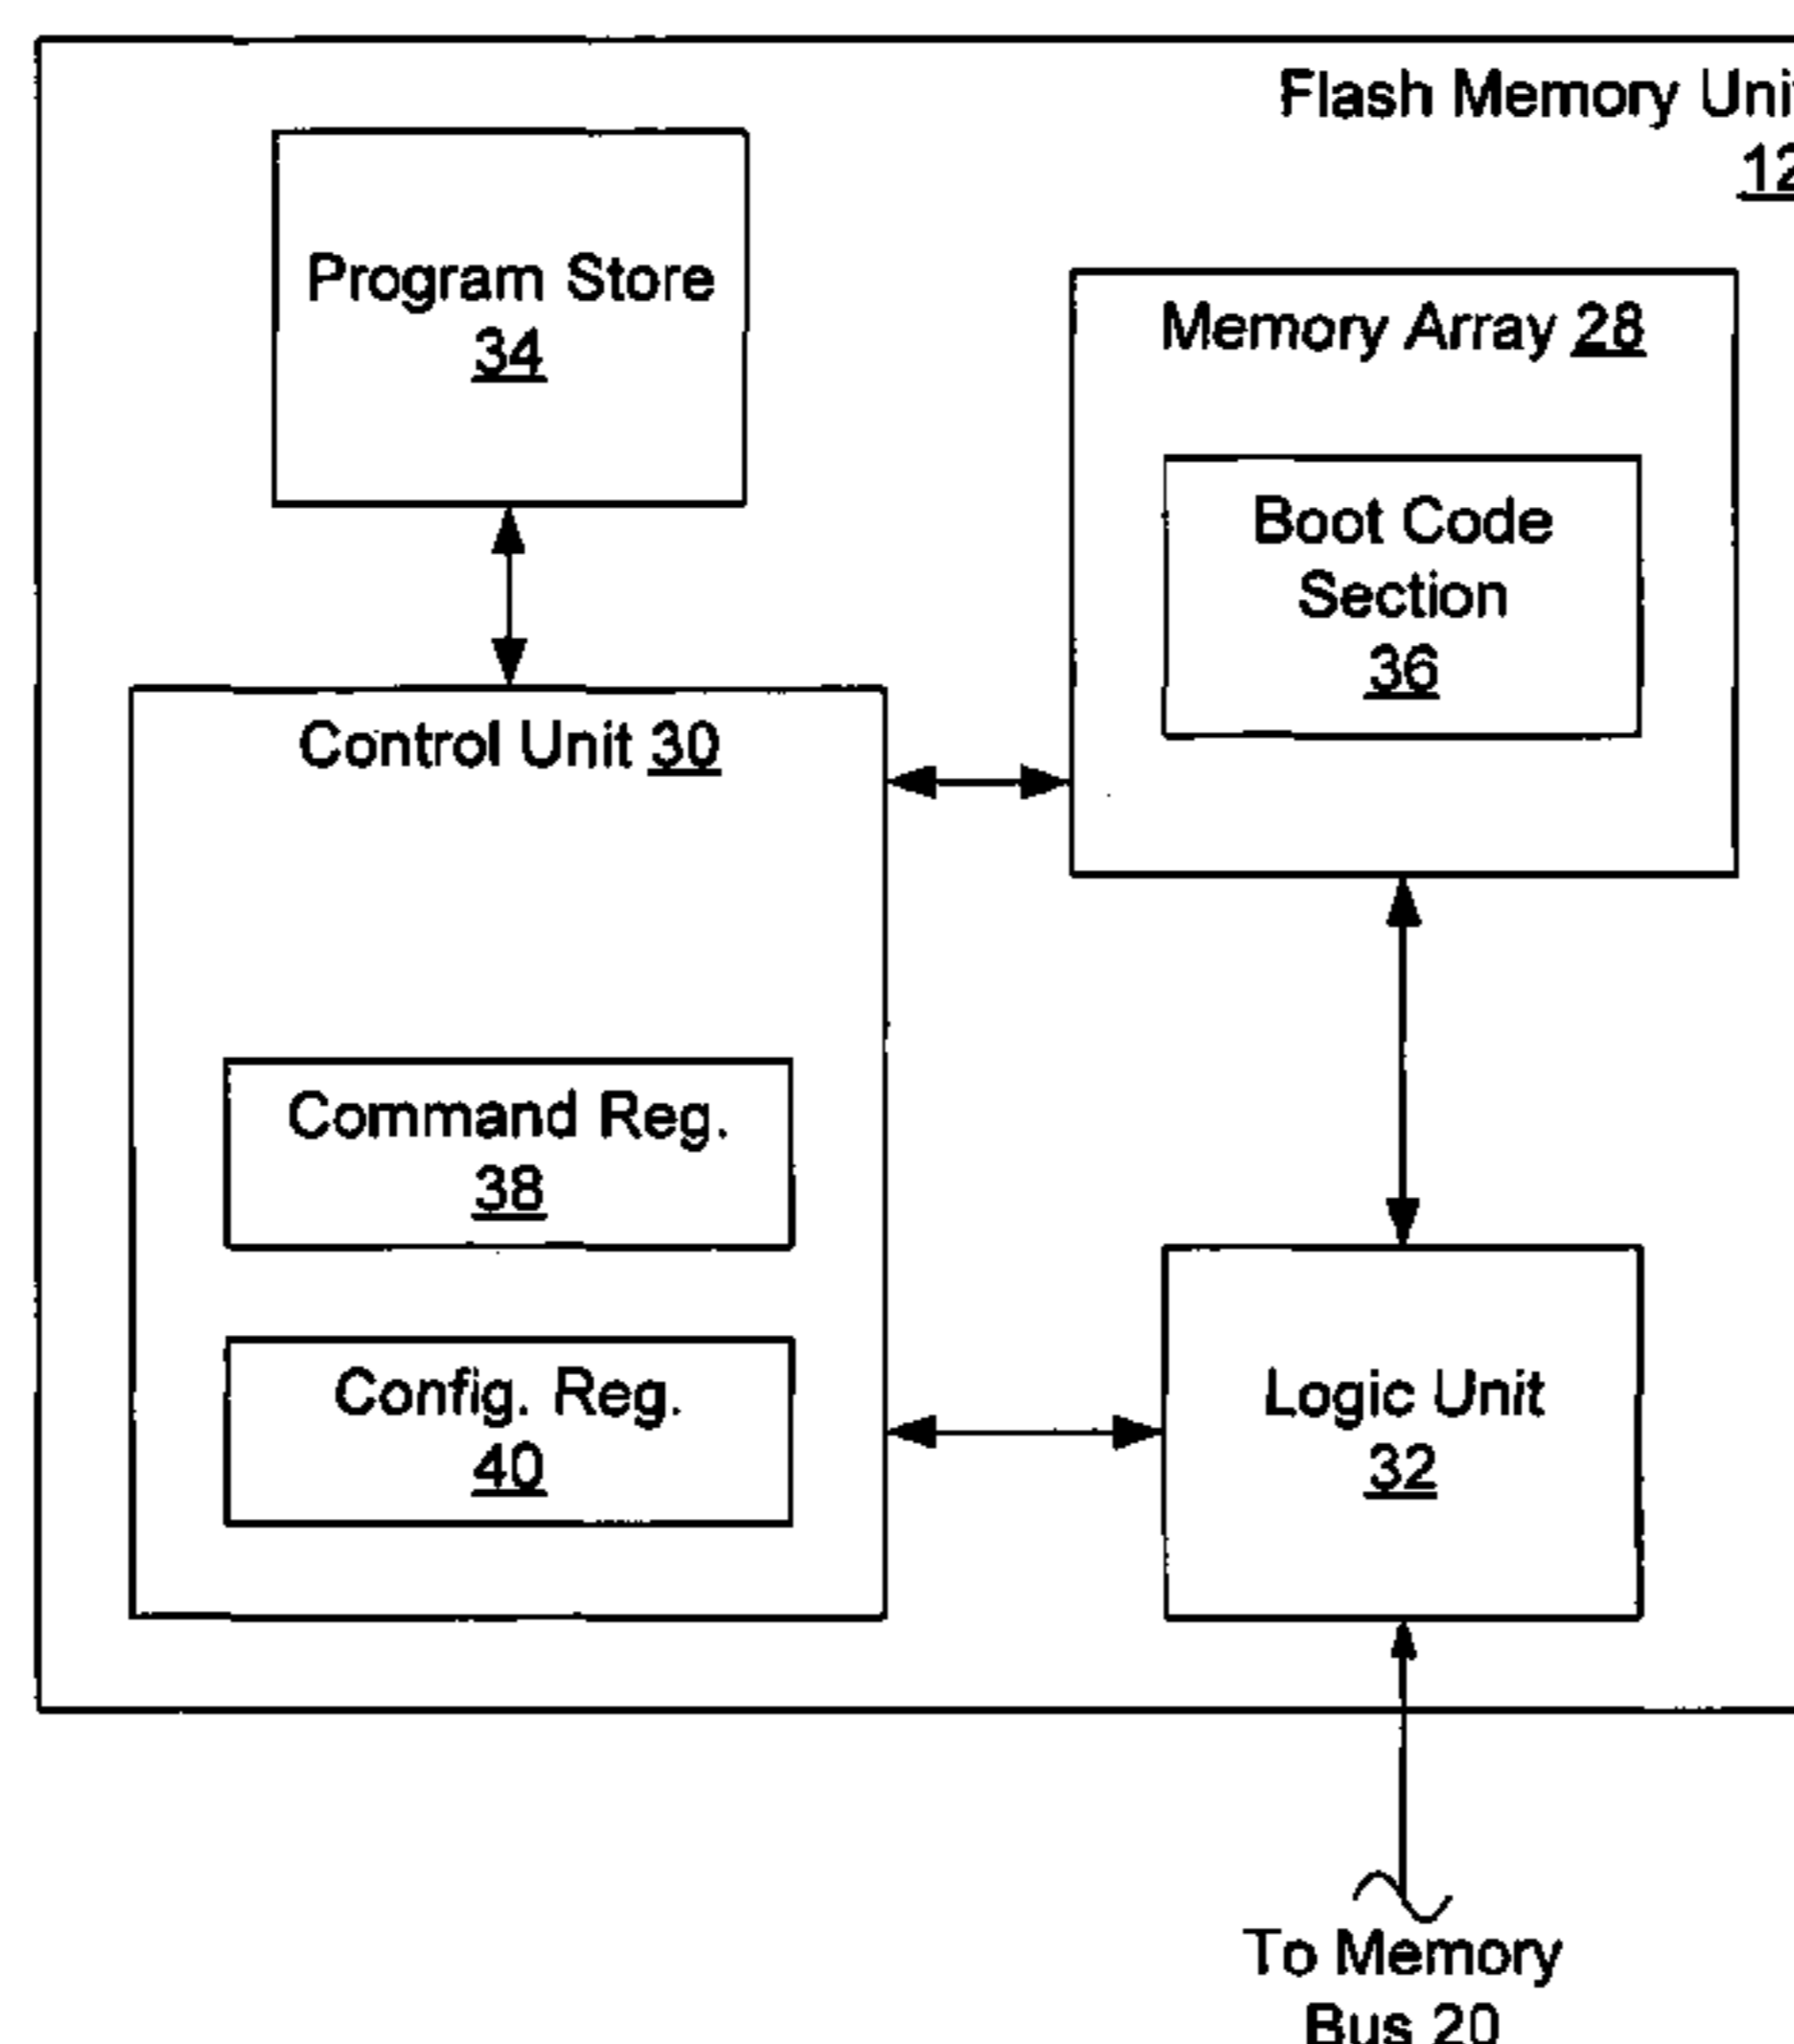 Flash Memory Unit
12
Program Store
34
Memory Array 28
Boot Code
Section
36
Control Unit 30
Command Reg.
38
Config. Reg.
40
Logic Unit
32
To Memory
Bus 20